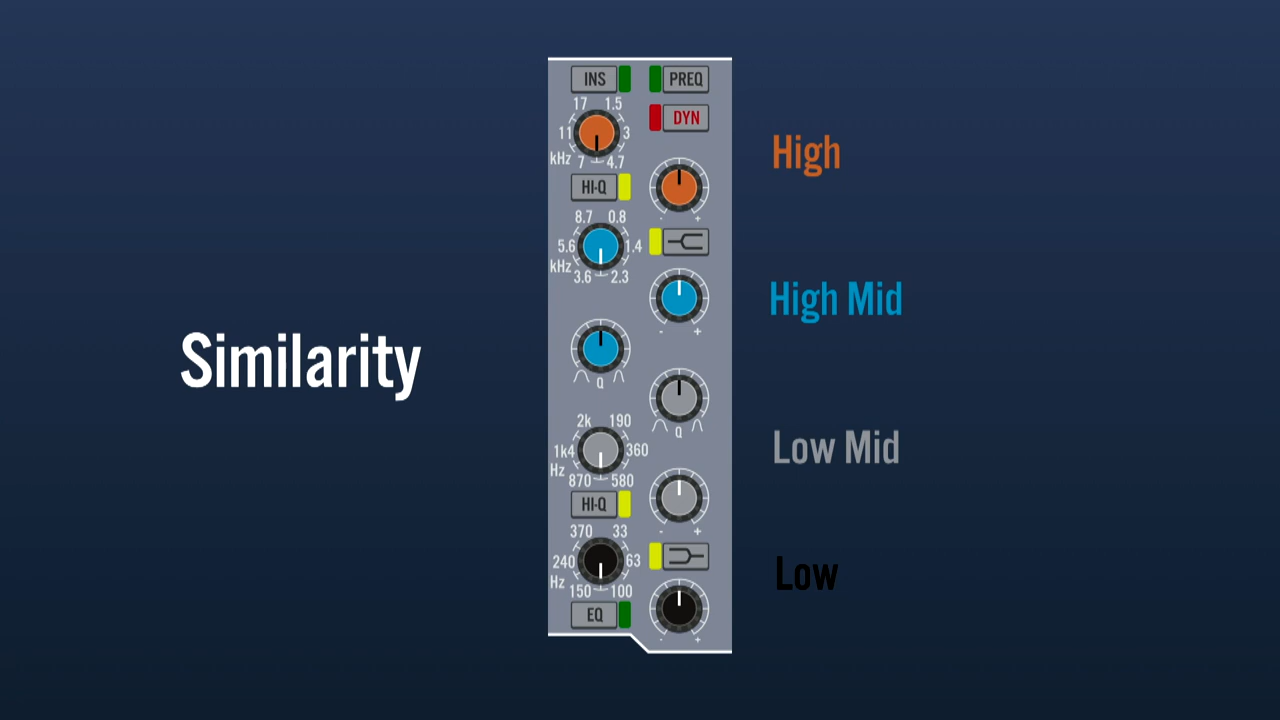 Similarity
INS PREQ
17 1.5 DYN
11 3
kHz 7 4.7
HI-Q
- +
8.7 0.8
5.6 1.4
kHz 3.6 2.3
- +
Q
Q
2k 190
1k4 360
Hz 870 580
HI-Q
- +
370 33
240 63
Hz 150 100
EQ
- +
High
High Mid
Low Mid
Low